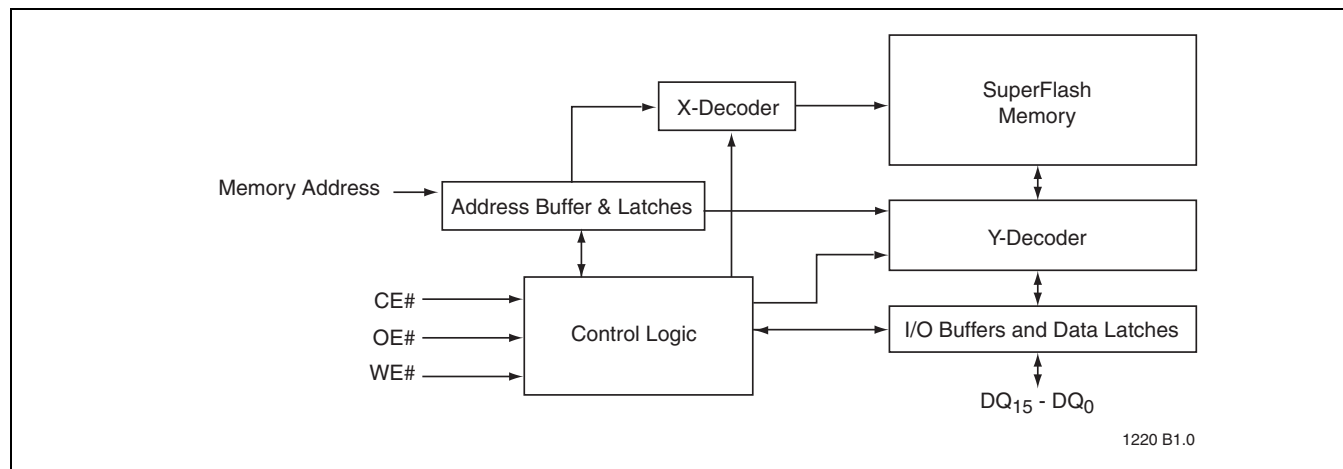 SuperFlash
Memory
X-Decoder
Memory Address
Address Buffer & Latches
Y-Decoder
CE#
OE#
WE#
Control Logic
I/O Buffers and Data Latches
DQ15 - DQ0
1220 B1.0